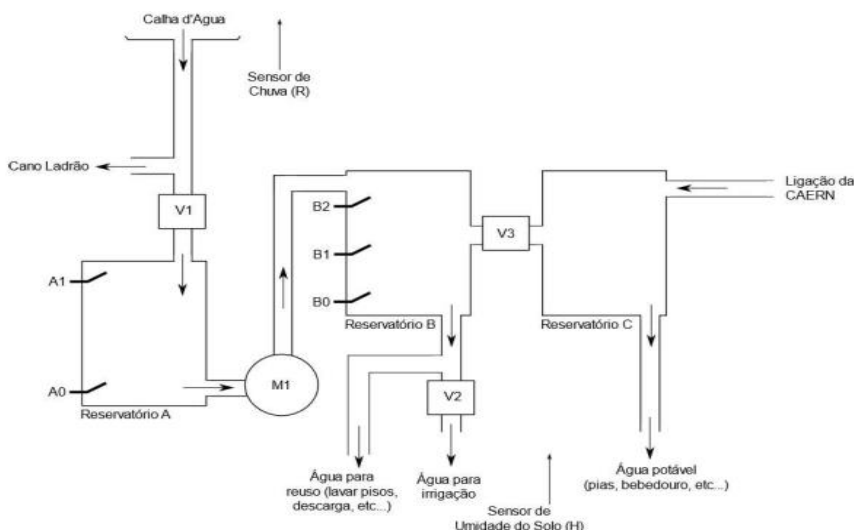 Calha d'Água
Sensor de
Chuva (R)
Cano Ladrão
V1
A1
A0
Reservatório A
M1
B2
B1
B0
Reservatório B
V3
Ligação da
CAERN
Reservatório C
V2
Água para
reuso (lavar pisos,
descarga, etc...)
Água para
irrigação
Sensor de
Umidade do Solo (H)
Água potável
(pias, bebedouro, etc...)